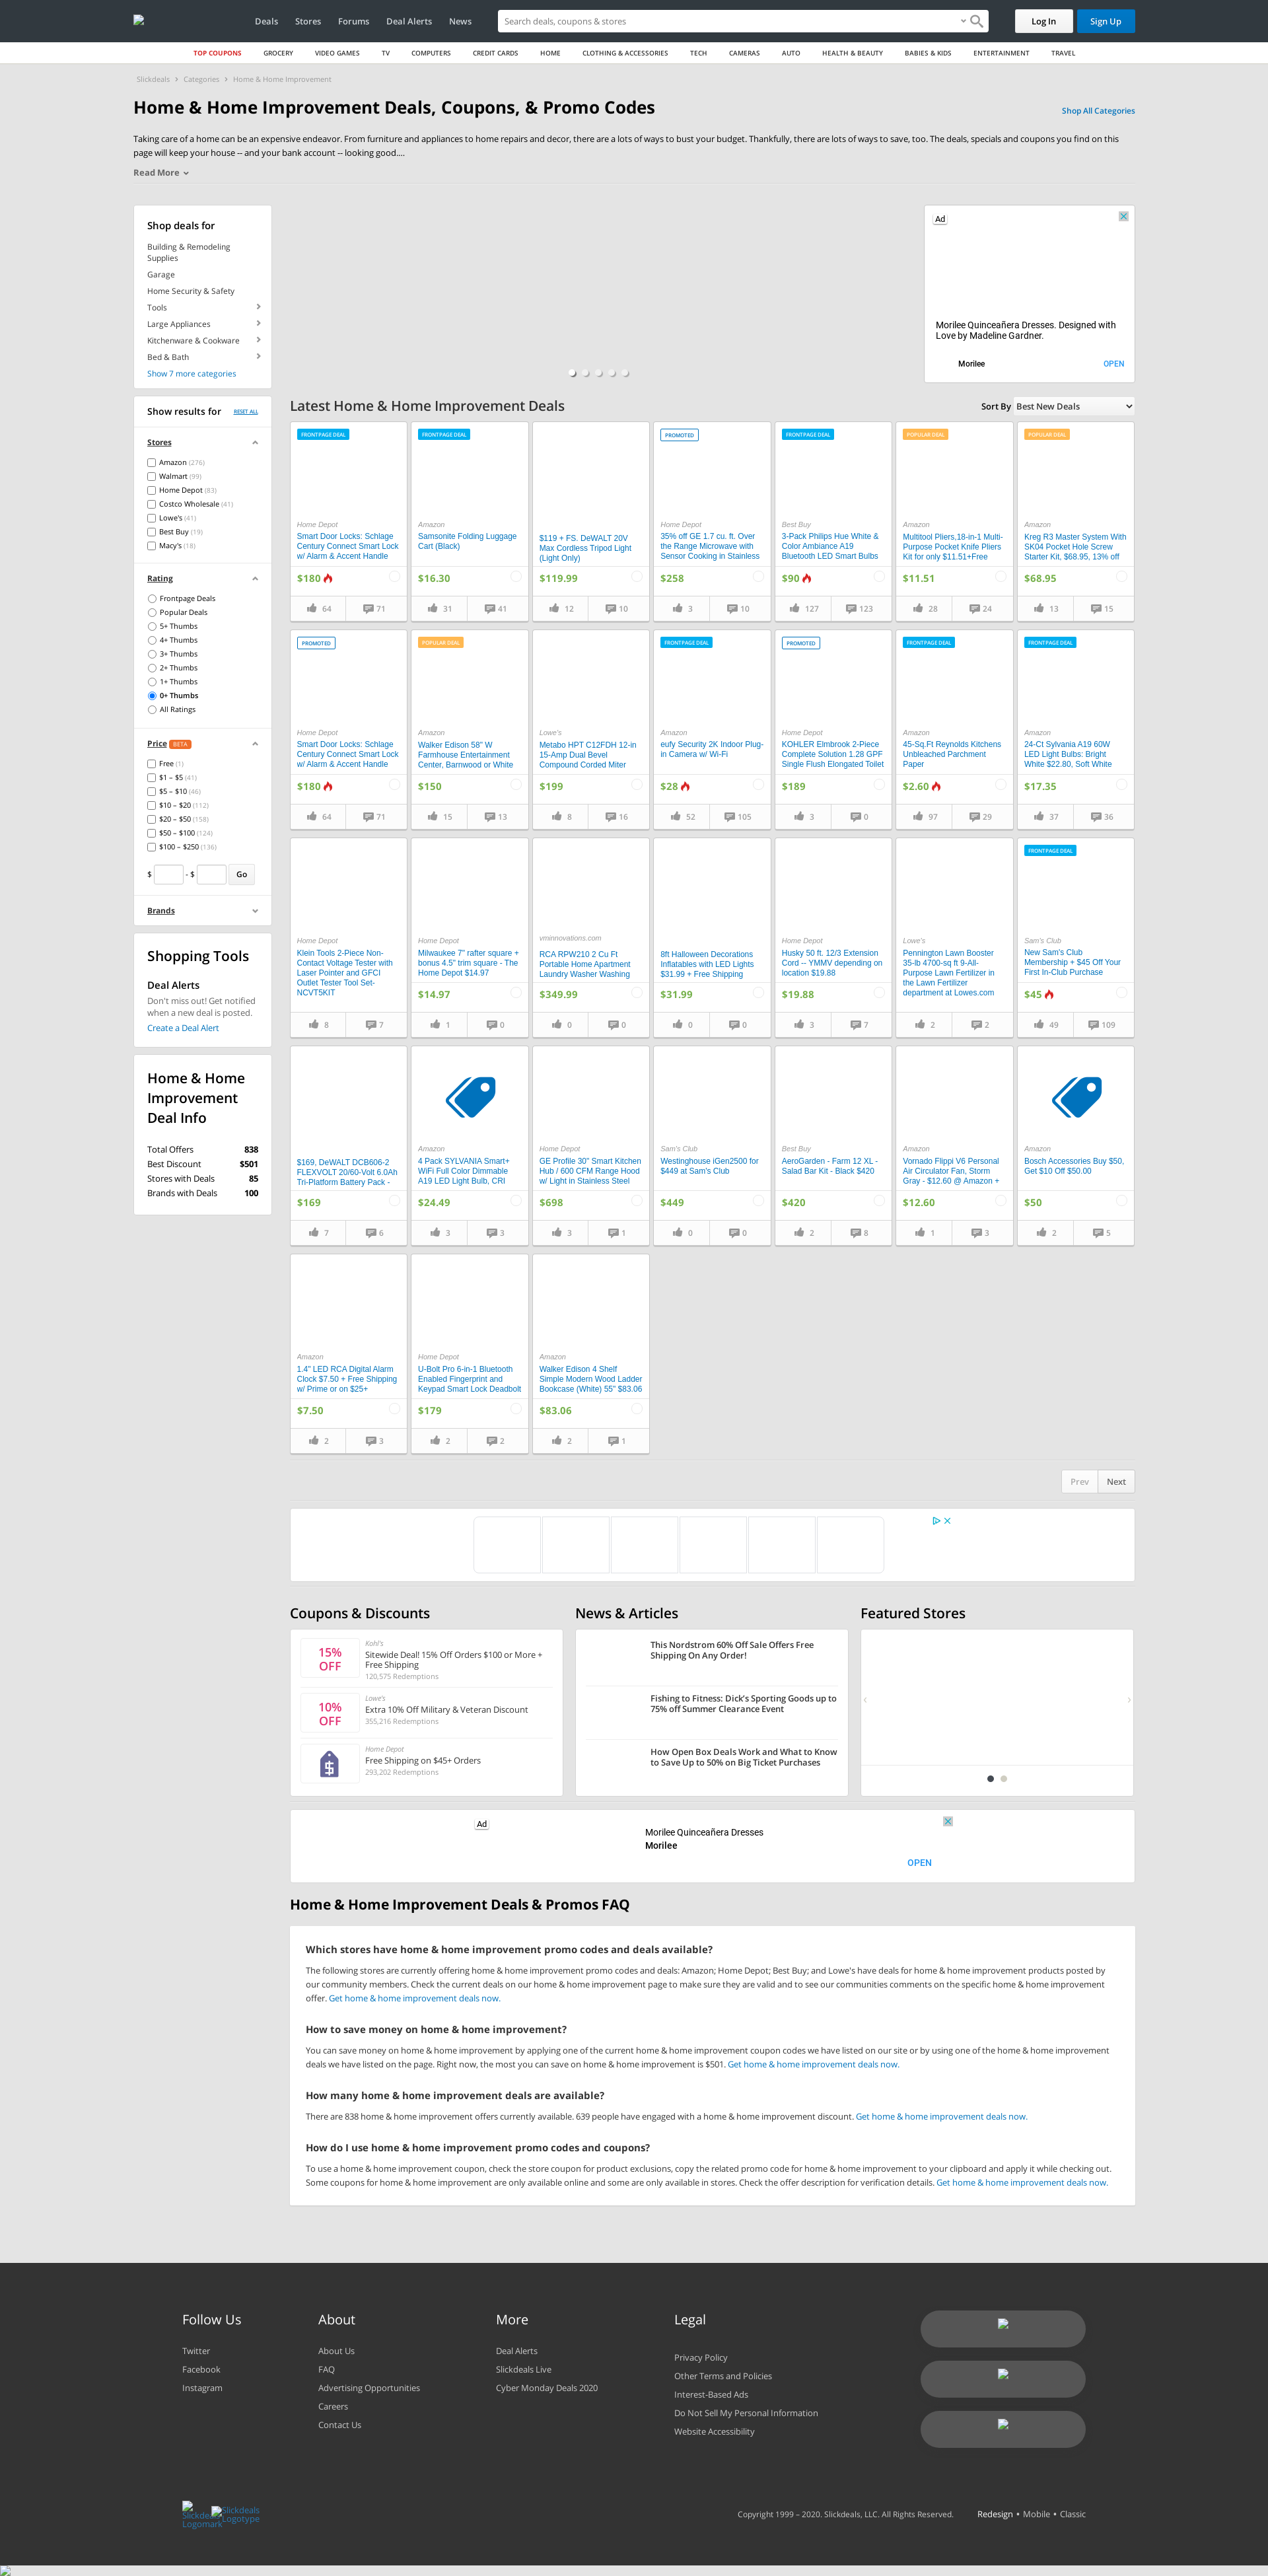 Deals
Stores
Forums
Deal Alerts
News
Search deals, coupons & stores
Log In
Sign Up
TOP COUPONS
GROCERY
VIDEO GAMES
TV
COMPUTERS
CREDIT CARDS
HOME
CLOTHING & ACCESSORIES
TECH
CAMERAS
AUTO
HEALTH & BEAUTY
BABIES & KIDS
ENTERTAINMENT
TRAVEL
Slickdeals
Categories
Home & Home Improvement
Home & Home Improvement Deals, Coupons, & Promo Codes
Shop All Categories
Taking care of a home can be an expensive endeavor. From furniture and appliances to home repairs and decor, there are a lots of ways to bust your budget. Thankfully, there are lots of ways to save, too. The deals, specials and coupons you find on this
page will keep your house -- and your bank account -- looking good....
Read More
Shop deals for
Building & Remodeling
Supplies
Garage
Home Security & Safety
Tools
Large Appliances
Kitchenware & Cookware
Bed & Bath
Show 7 more categories
Ad
Morilee Quinceañera Dresses. Designed with
Love by Madeline Gardner.
Morilee
OPEN
Show results for
RESET ALL
Stores
Amazon (276)
Walmart (99)
Home Depot (83)
Costco Wholesale (41)
Lowe's (41)
Best Buy (19)
Macy's (18)
Rating
Frontpage Deals
Popular Deals
5+ Thumbs
4+ Thumbs
3+ Thumbs
2+ Thumbs
1+ Thumbs
0+ Thumbs
All Ratings
Price BETA
Free (1)
$1 – $5 (41)
$5 – $10 (46)
$10 – $20 (112)
$20 – $50 (158)
$50 – $100 (124)
$100 – $250 (136)
$ - $ Go
Brands
Shopping Tools
Deal Alerts
Don't miss out! Get notified
when a new deal is posted.
Create a Deal Alert
Home & Home
Improvement
Deal Info
Total Offers 838
Best Discount $501
Stores with Deals 85
Brands with Deals 100
Latest Home & Home Improvement Deals
Sort By Best New Deals
FRONTPAGE DEAL
Home Depot
Smart Door Locks: Schlage
Century Connect Smart Lock
w/ Alarm & Accent Handle
$180
64
71
FRONTPAGE DEAL
Amazon
Samsonite Folding Luggage
Cart (Black)
$16.30
31
41
$119 + FS. DeWALT 20V
Max Cordless Tripod Light
(Light Only)
$119.99
12
10
PROMOTED
Home Depot
35% off GE 1.7 cu. ft. Over
the Range Microwave with
Sensor Cooking in Stainless
$258
3
10
FRONTPAGE DEAL
Best Buy
3-Pack Philips Hue White &
Color Ambiance A19
Bluetooth LED Smart Bulbs
$90
127
123
POPULAR DEAL
Amazon
Multitool Pliers,18-in-1 Multi-
Purpose Pocket Knife Pliers
Kit for only $11.51+Free
$11.51
28
24
POPULAR DEAL
Amazon
Kreg R3 Master System With
SK04 Pocket Hole Screw
Starter Kit, $68.95, 13% off
$68.95
13
15
PROMOTED
Home Depot
Smart Door Locks: Schlage
Century Connect Smart Lock
w/ Alarm & Accent Handle
$180
64
71
POPULAR DEAL
Amazon
Walker Edison 58" W
Farmhouse Entertainment
Center, Barnwood or White
$150
15
13
Lowe's
Metabo HPT C12FDH 12-in
15-Amp Dual Bevel
Compound Corded Miter
$199
8
16
FRONTPAGE DEAL
Amazon
eufy Security 2K Indoor Plug-
in Camera w/ Wi-Fi
$28
52
105
PROMOTED
Home Depot
KOHLER Elmbrook 2-Piece
Complete Solution 1.28 GPF
Single Flush Elongated Toilet
$189
3
0
FRONTPAGE DEAL
Amazon
45-Sq.Ft Reynolds Kitchens
Unbleached Parchment
Paper
$2.60
97
29
FRONTPAGE DEAL
Amazon
24-Ct Sylvania A19 60W
LED Light Bulbs: Bright
White $22.80, Soft White
$17.35
37
36
Home Depot
Klein Tools 2-Piece Non-
Contact Voltage Tester with
Laser Pointer and GFCI
Outlet Tester Tool Set-
NCVT5KIT
8
7
Home Depot
Milwaukee 7" rafter square +
bonus 4.5" trim square - The
Home Depot $14.97
$14.97
1
0
vminnovations.com
RCA RPW210 2 Cu Ft
Portable Home Apartment
Laundry Washer Washing
$349.99
0
0
8ft Halloween Decorations
Inflatables with LED Lights
$31.99 + Free Shipping
$31.99
0
0
Home Depot
Husky 50 ft. 12/3 Extension
Cord -- YMMV depending on
location $19.88
$19.88
3
7
Lowe's
Pennington Lawn Booster
35-lb 4700-sq ft 9-All-
Purpose Lawn Fertilizer in
the Lawn Fertilizer
department at Lowes.com
2
2
FRONTPAGE DEAL
Sam's Club
New Sam's Club
Membership + $45 Off Your
First In-Club Purchase
$45
49
109
$169, DeWALT DCB606-2
FLEXVOLT 20/60-Volt 6.0Ah
Tri-Platform Battery Pack -
$169
7
6
Amazon
4 Pack SYLVANIA Smart+
WiFi Full Color Dimmable
A19 LED Light Bulb, CRI
$24.49
3
3
Home Depot
GE Profile 30" Smart Kitchen
Hub / 600 CFM Range Hood
w/ Light in Stainless Steel
$698
3
1
Sam's Club
Westinghouse iGen2500 for
$449 at Sam's Club
$449
0
0
Best Buy
AeroGarden - Farm 12 XL -
Salad Bar Kit - Black $420
$420
2
8
Amazon
Vornado Flippi V6 Personal
Air Circulator Fan, Storm
Gray - $12.60 @ Amazon +
$12.60
1
3
Amazon
Bosch Accessories Buy $50,
Get $10 Off $50.00
$50
2
5
Amazon
1.4" LED RCA Digital Alarm
Clock $7.50 + Free Shipping
w/ Prime or on $25+
$7.50
2
3
Home Depot
U-Bolt Pro 6-in-1 Bluetooth
Enabled Fingerprint and
Keypad Smart Lock Deadbolt
$179
2
2
Amazon
Walker Edison 4 Shelf
Simple Modern Wood Ladder
Bookcase (White) 55" $83.06
$83.06
2
1
Prev
Next
Coupons & Discounts
15%
OFF
Kohl's
Sitewide Deal! 15% Off Orders $100 or More +
Free Shipping
120,575 Redemptions
10%
OFF
Lowe's
Extra 10% Off Military & Veteran Discount
355,216 Redemptions
Home Depot
Free Shipping on $45+ Orders
293,202 Redemptions
News & Articles
This Nordstrom 60% Off Sale Offers Free
Shipping On Any Order!
Fishing to Fitness: Dick's Sporting Goods up to
75% off Summer Clearance Event
How Open Box Deals Work and What to Know
to Save Up to 50% on Big Ticket Purchases
Featured Stores
Ad
Morilee Quinceañera Dresses
Morilee
OPEN
Home & Home Improvement Deals & Promos FAQ
Which stores have home & home improvement promo codes and deals available?
The following stores are currently offering home & home improvement promo codes and deals: Amazon; Home Depot; Best Buy; and Lowe's have deals for home & home improvement products posted by
our community members. Check the current deals on our home & home improvement page to make sure they are valid and to see our communities comments on the specific home & home improvement
offer. Get home & home improvement deals now.
How to save money on home & home improvement?
You can save money on home & home improvement by applying one of the current home & home improvement coupon codes we have listed on our site or by using one of the home & home improvement
deals we have listed on the page. Right now, the most you can save on home & home improvement is $501. Get home & home improvement deals now.
How many home & home improvement deals are available?
There are 838 home & home improvement offers currently available. 639 people have engaged with a home & home improvement discount. Get home & home improvement deals now.
How do I use home & home improvement promo codes and coupons?
To use a home & home improvement coupon, check the store coupon for product exclusions, copy the related promo code for home & home improvement to your clipboard and apply it while checking out.
Some coupons for home & home improvement are only available online and some are only available in stores. Check the offer description for verification details. Get home & home improvement deals now.
Follow Us
Twitter
Facebook
Instagram
About
About Us
FAQ
Advertising Opportunities
Careers
Contact Us
More
Deal Alerts
Slickdeals Live
Cyber Monday Deals 2020
Legal
Privacy Policy
Other Terms and Policies
Interest-Based Ads
Do Not Sell My Personal Information
Website Accessibility
Slickdeals
Logotype
Logomark
Copyright 1999 – 2020. Slickdeals, LLC. All Rights Reserved.
Redesign • Mobile • Classic